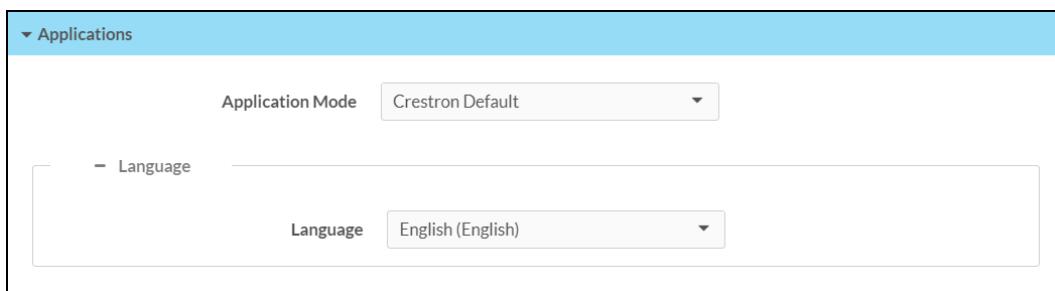 Applications
Application Mode Crestron Default
Language
Language English (English)